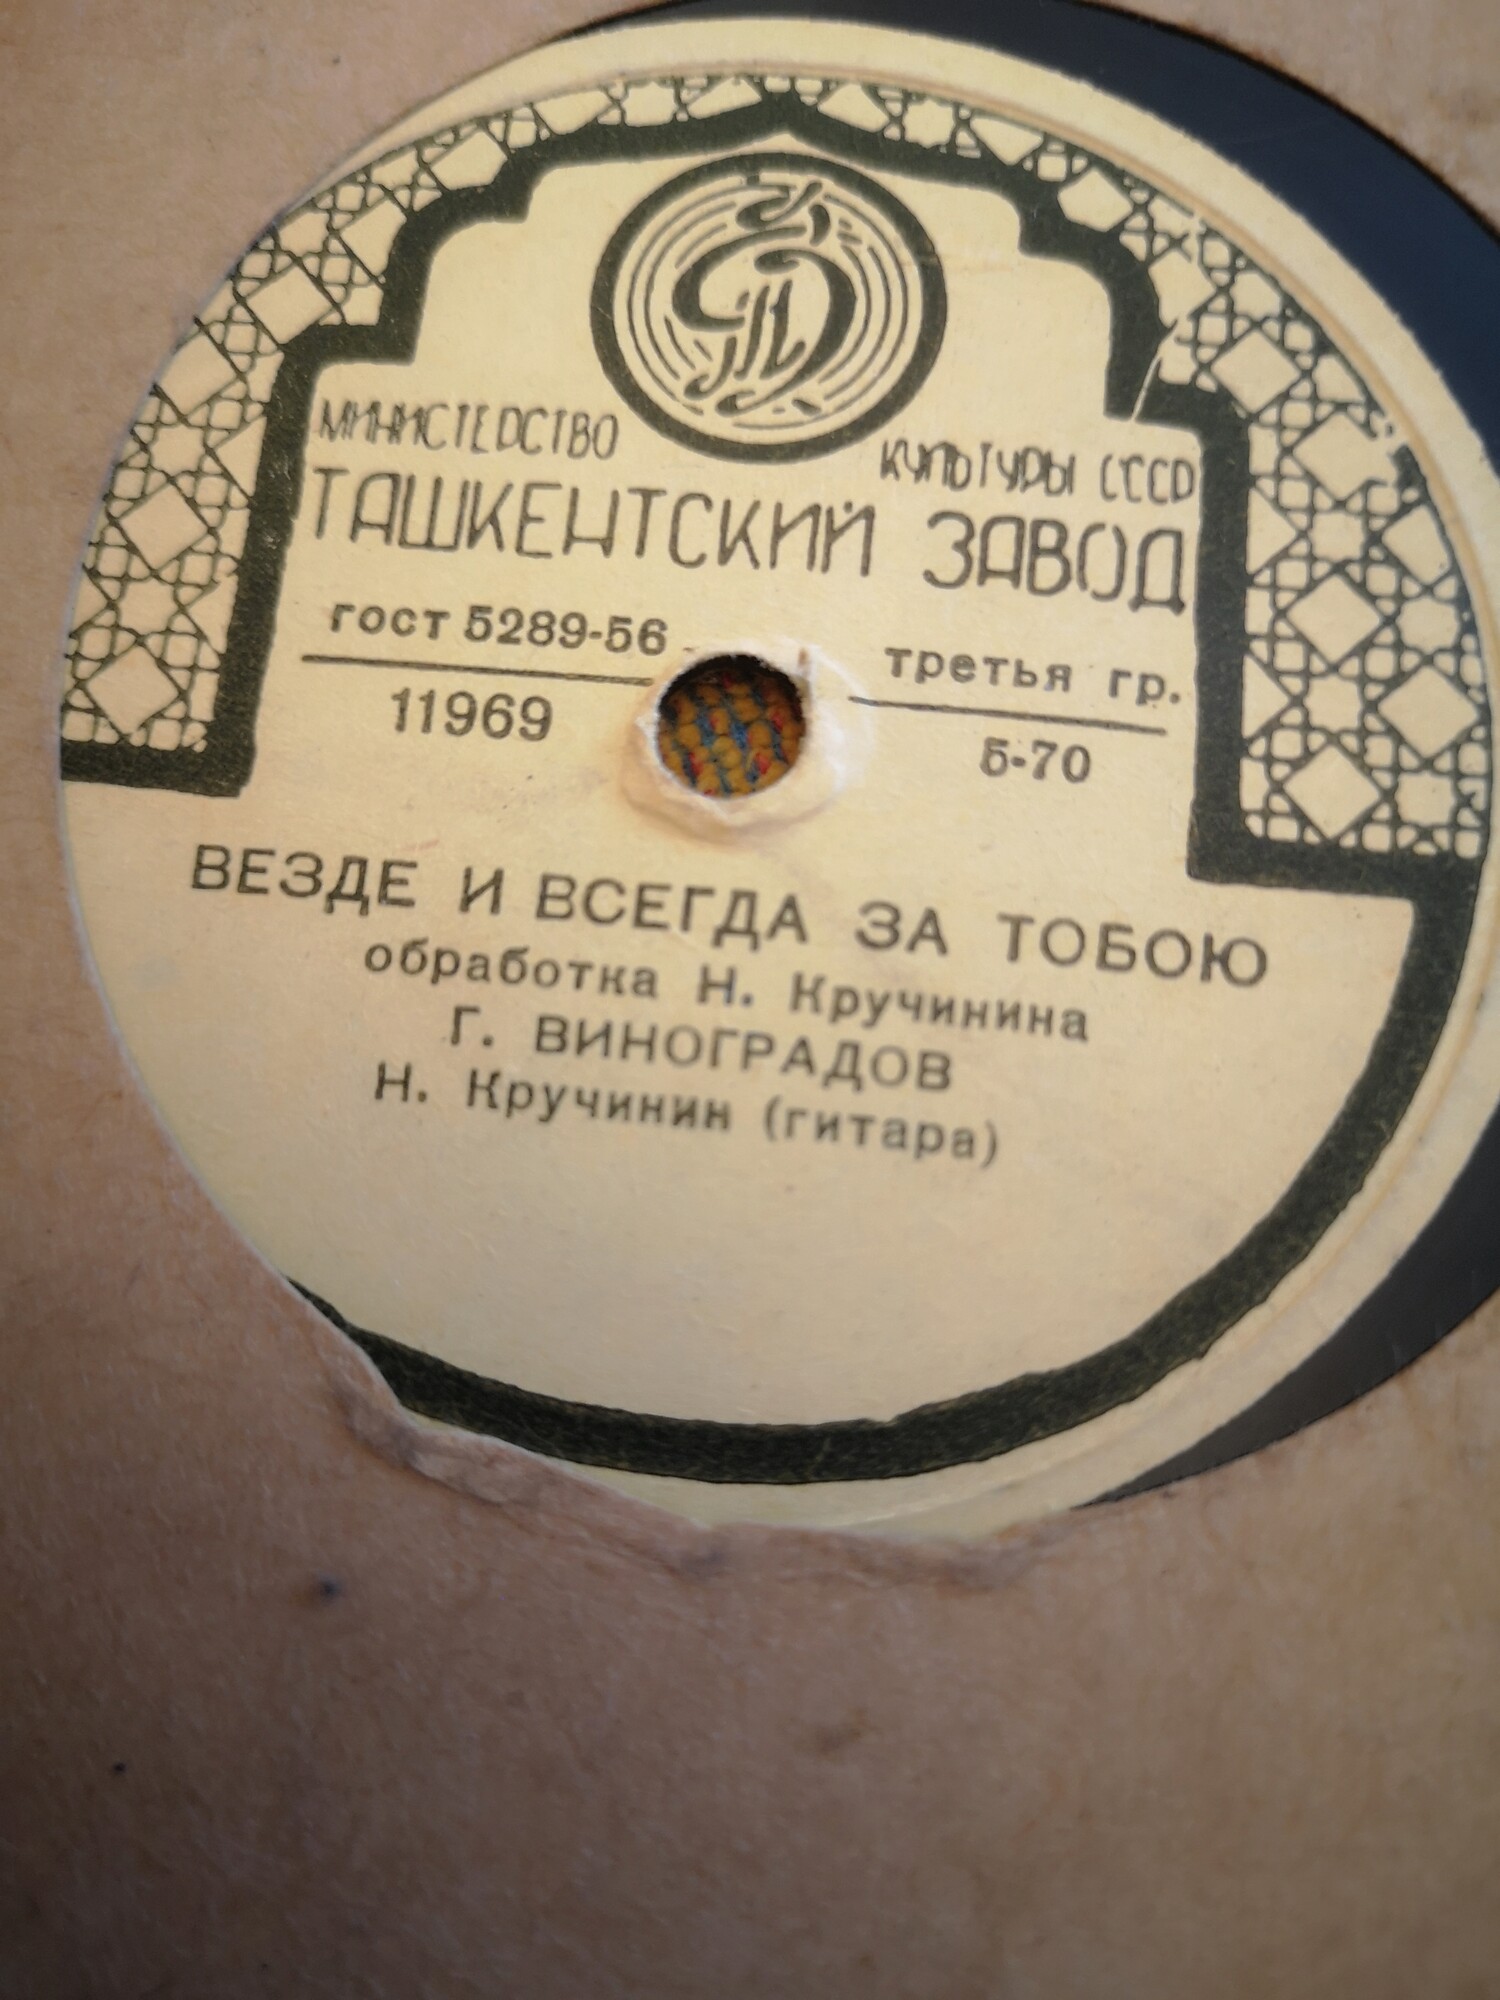 МИНИСТЕРСТВО КУЛЬТУРЫ СССР
ТАШКЕНТСКИЙ ЗАВОД
гост 5289-56 третья гр.
11969 5-70
ВЕЗДЕ И ВСЕГДА ЗА ТОБОЮ
обработка Н. Кручинина
Г. ВИНОГРАДОВ
Н. Кручинин (гитара)